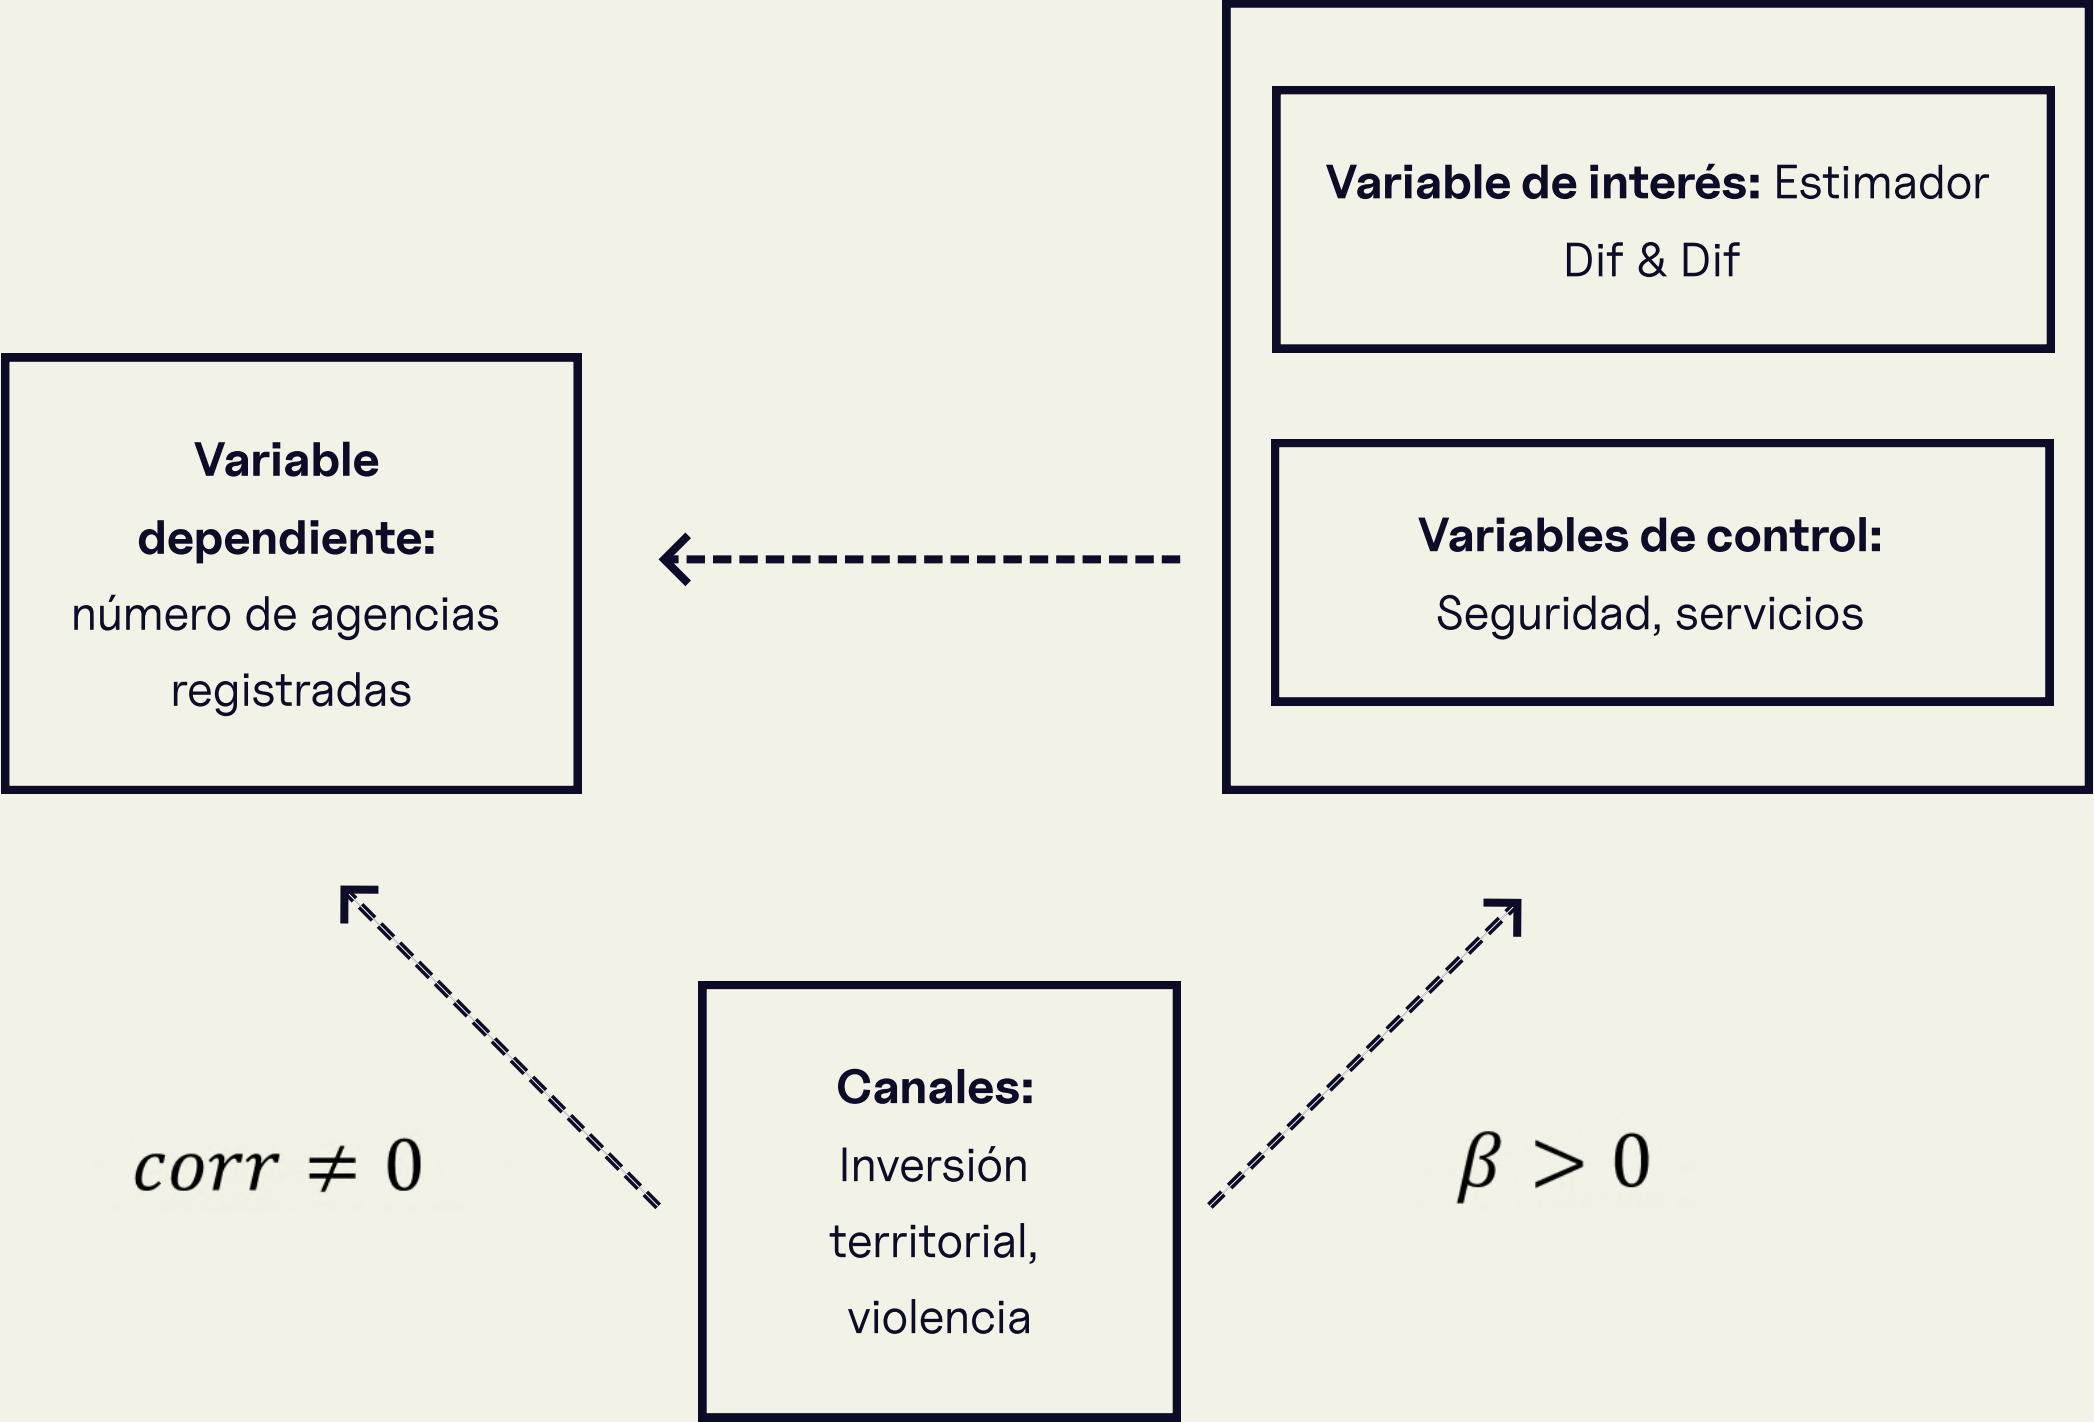 Variable de interés: Estimador
Dif & Dif
Variable
dependiente:
número de agencias
registradas
Variables de control:
Seguridad, servicios
Canales:
Inversión
territorial,
violencia
corr ≠ 0
β > 0